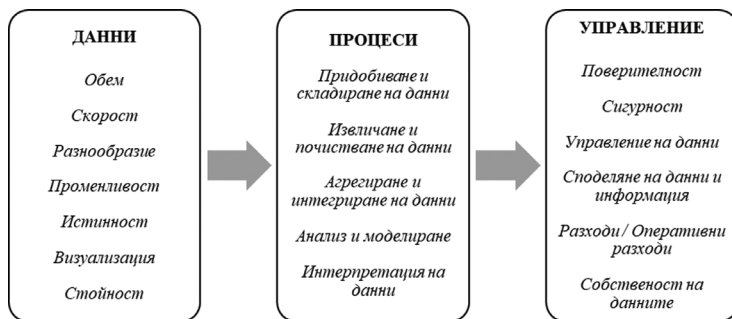 ДАННИ
Обем
Скорост
Разнообразие
Променливост
Истинност
Визуализация
Стойност
ПРОЦЕСИ
Придобиване и
складиране на данни
Извличане и
почистване на данни
Агрегиране и
интегриране на данни
Анализ и моделиране
Интерпретация на
данни
УПРАВЛЕНИЕ
Поверителност
Сигурност
Управление на данни
Споделяне на данни и
информация
Разходи / Оперативни
разходи
Собственост на
данните